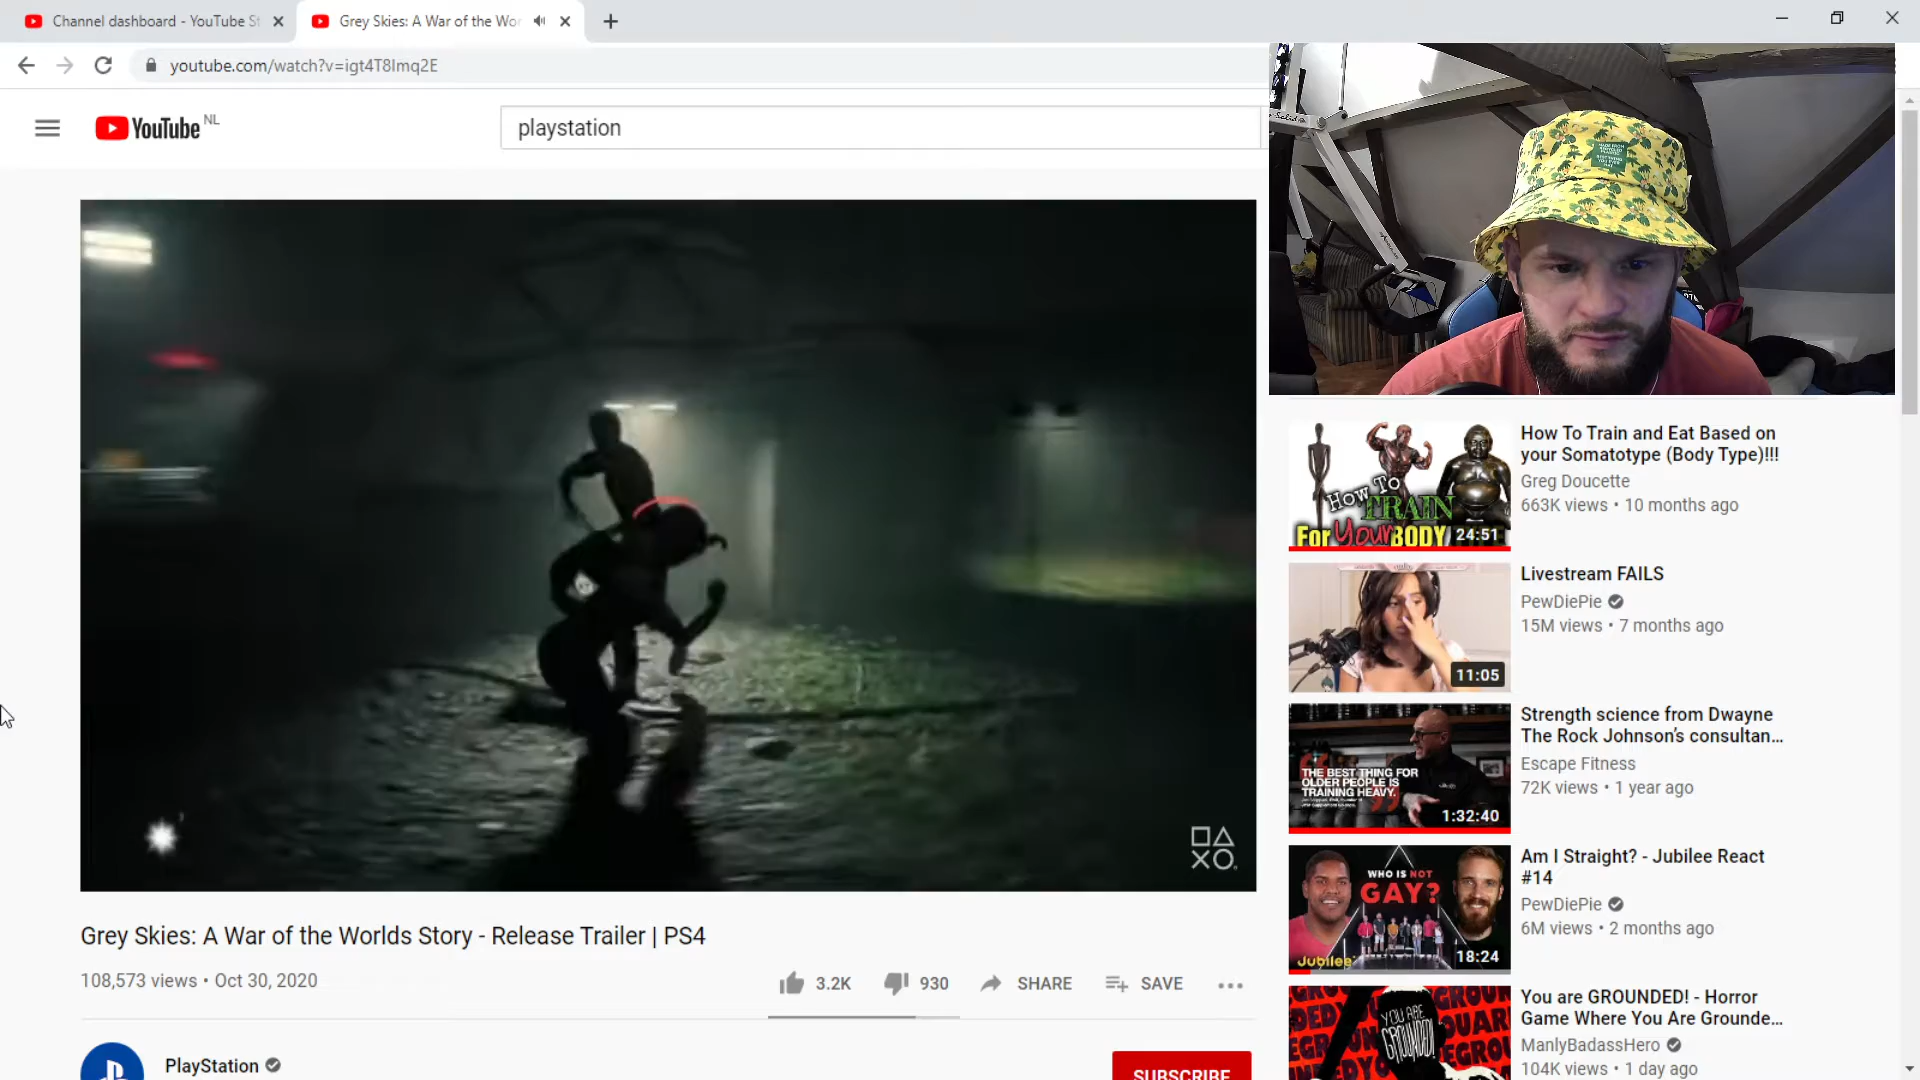 Channel dashboard - YouTube St
Grey Skies: A War of the Wor
youtube.com/watch?v=igt4T8lmq2E
YouTube NL
playstation
How To Train and Eat Based on
your Somatotype (Body Type)!!!
Greg Doucette
663K views • 10 months ago
How To
TRAIN
For Your BODY
24:51
Livestream FAILS
PewDiePie
15M views • 7 months ago
11:05
Strength science from Dwayne
The Rock Johnson's consultan...
Escape Fitness
72K views • 1 year ago
THE BEST THING FOR
OLDER PEOPLE IS
TRAINING HEAVY.
1:32:40
Am I Straight? - Jubilee React
#14
PewDiePie
6M views • 2 months ago
WHO IS NOT
GAY?
Jubilee
18:24
You are GROUNDED! - Horror
Game Where You Are Grounde...
ManlyBadassHero
104K views • 1 day ago
YOU ARE
GROUNDED!
Grey Skies: A War of the Worlds Story - Release Trailer | PS4
108,573 views • Oct 30, 2020
3.2K
930
SHARE
SAVE
PlayStation
SUBSCRIBE